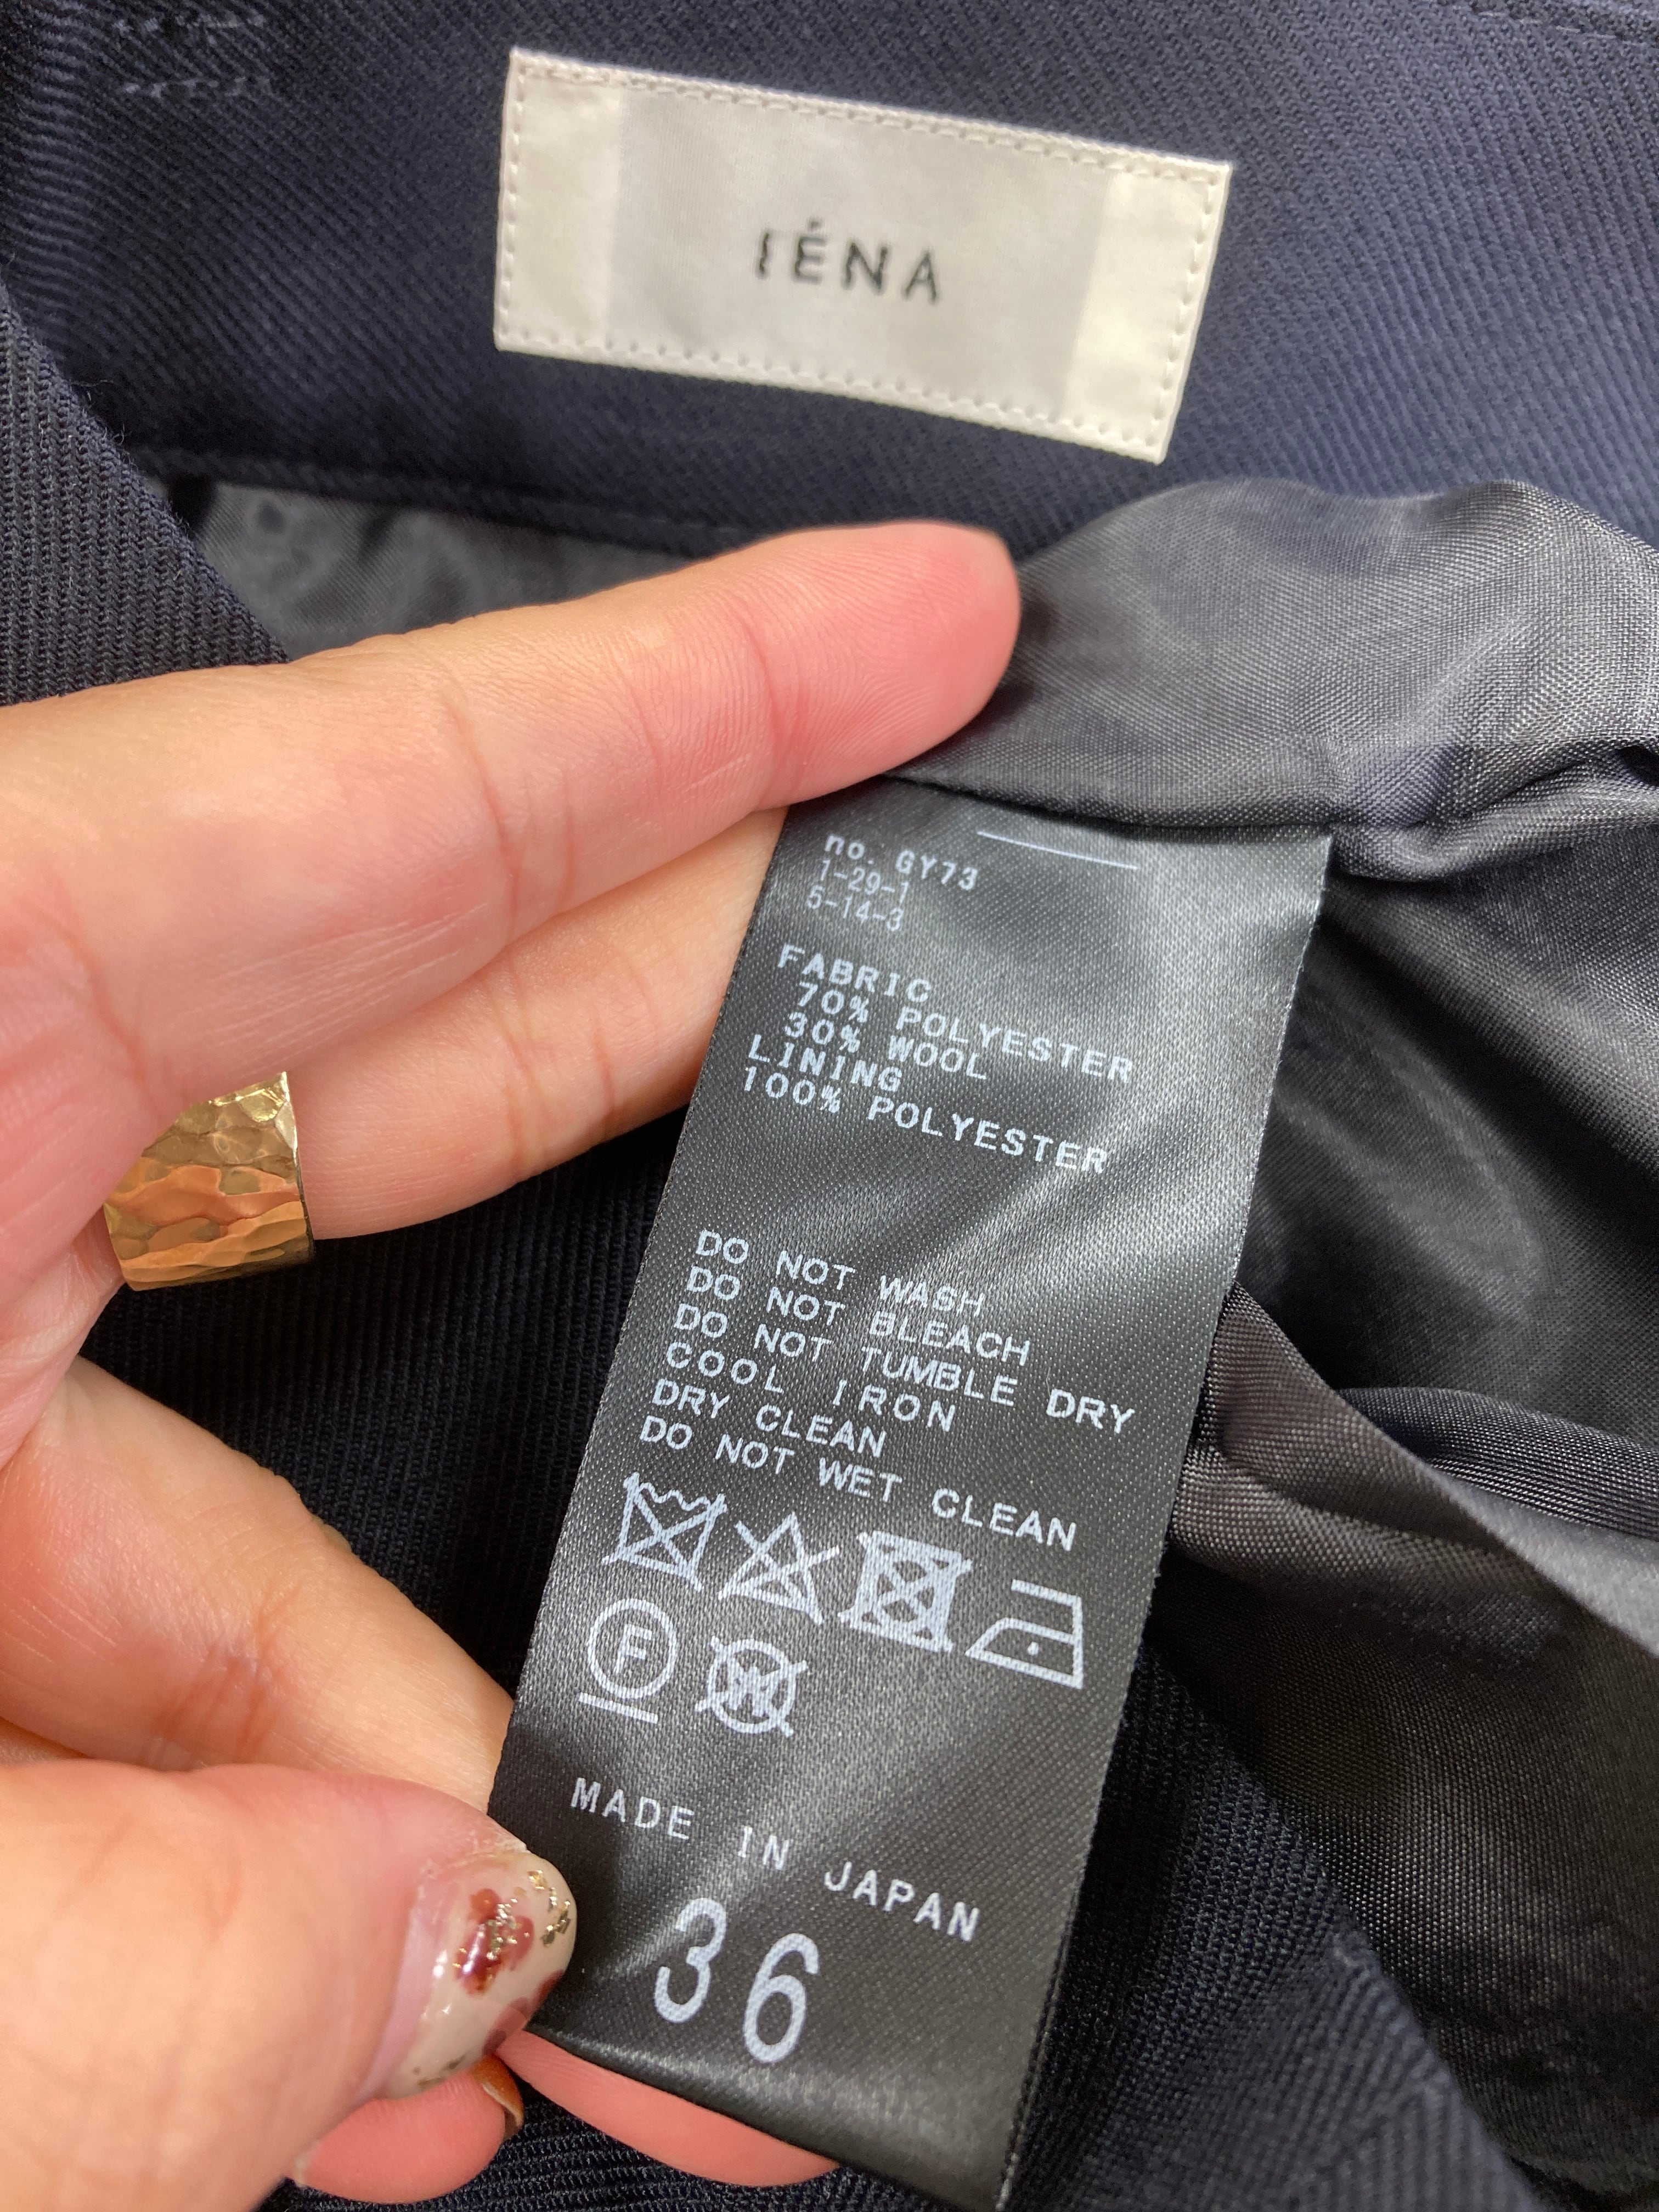 IÉNA
no. GY73
1-29-1
5-14-3
FABRIC
70% POLYESTER
30% WOOL
LINING
100% POLYESTER
DO NOT WASH
DO NOT BLEACH
DO NOT TUMBLE DRY
COOL IRON
DRY CLEAN
DO NOT WET CLEAN
F W
MADE IN JAPAN
36